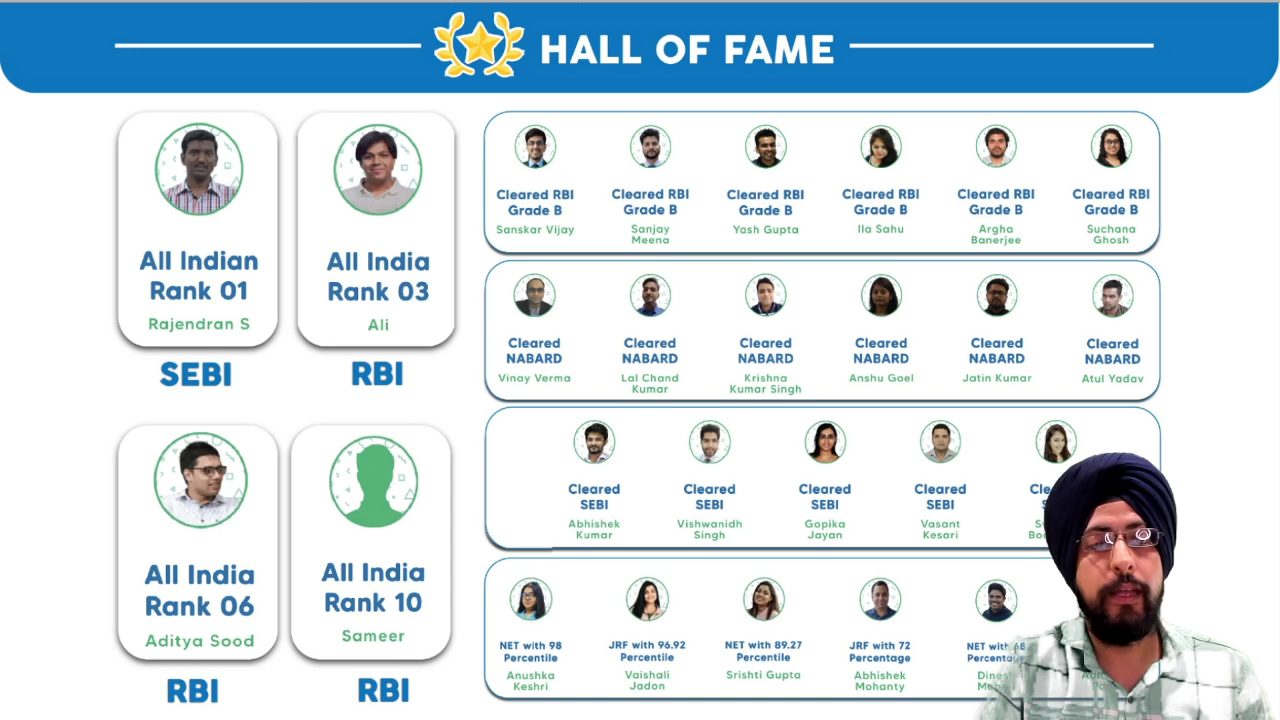 HALL OF FAME
All Indian
Rank 01
Rajendran S
SEBI
All India
Rank 03
Ali
RBI
All India
Rank 06
Aditya Sood
RBI
All India
Rank 10
Sameer
RBI
Cleared RBI
Grade B
Sanskar Vijay
Cleared RBI
Grade B
Sanjay
Meena
Cleared RBI
Grade B
Yash Gupta
Cleared RBI
Grade B
Ila Sahu
Cleared RBI
Grade B
Argha
Banerjee
Cleared RBI
Grade B
Suchana
Ghosh
Cleared
NABARD
Vinay Verma
Cleared
NABARD
Lal Chand
Kumar
Cleared
NABARD
Krishna
Kumar Singh
Cleared
NABARD
Anshu Goel
Cleared
NABARD
Jatin Kumar
Cleared
NABARD
Atul Yadav
Cleared
SEBI
Abhishek
Kumar
Cleared
SEBI
Vishwanidh
Singh
Cleared
SEBI
Gopika
Jayan
Cleared
SEBI
Vasant
Kesari
NET with 98
Percentile
Anushka
Keshri
JRF with 96.92
Percentile
Vaishali
Jadon
NET with 89.27
Percentile
Srishti Gupta
JRF with 72
Percentage
Abhishek
Mohanty
NET with 68